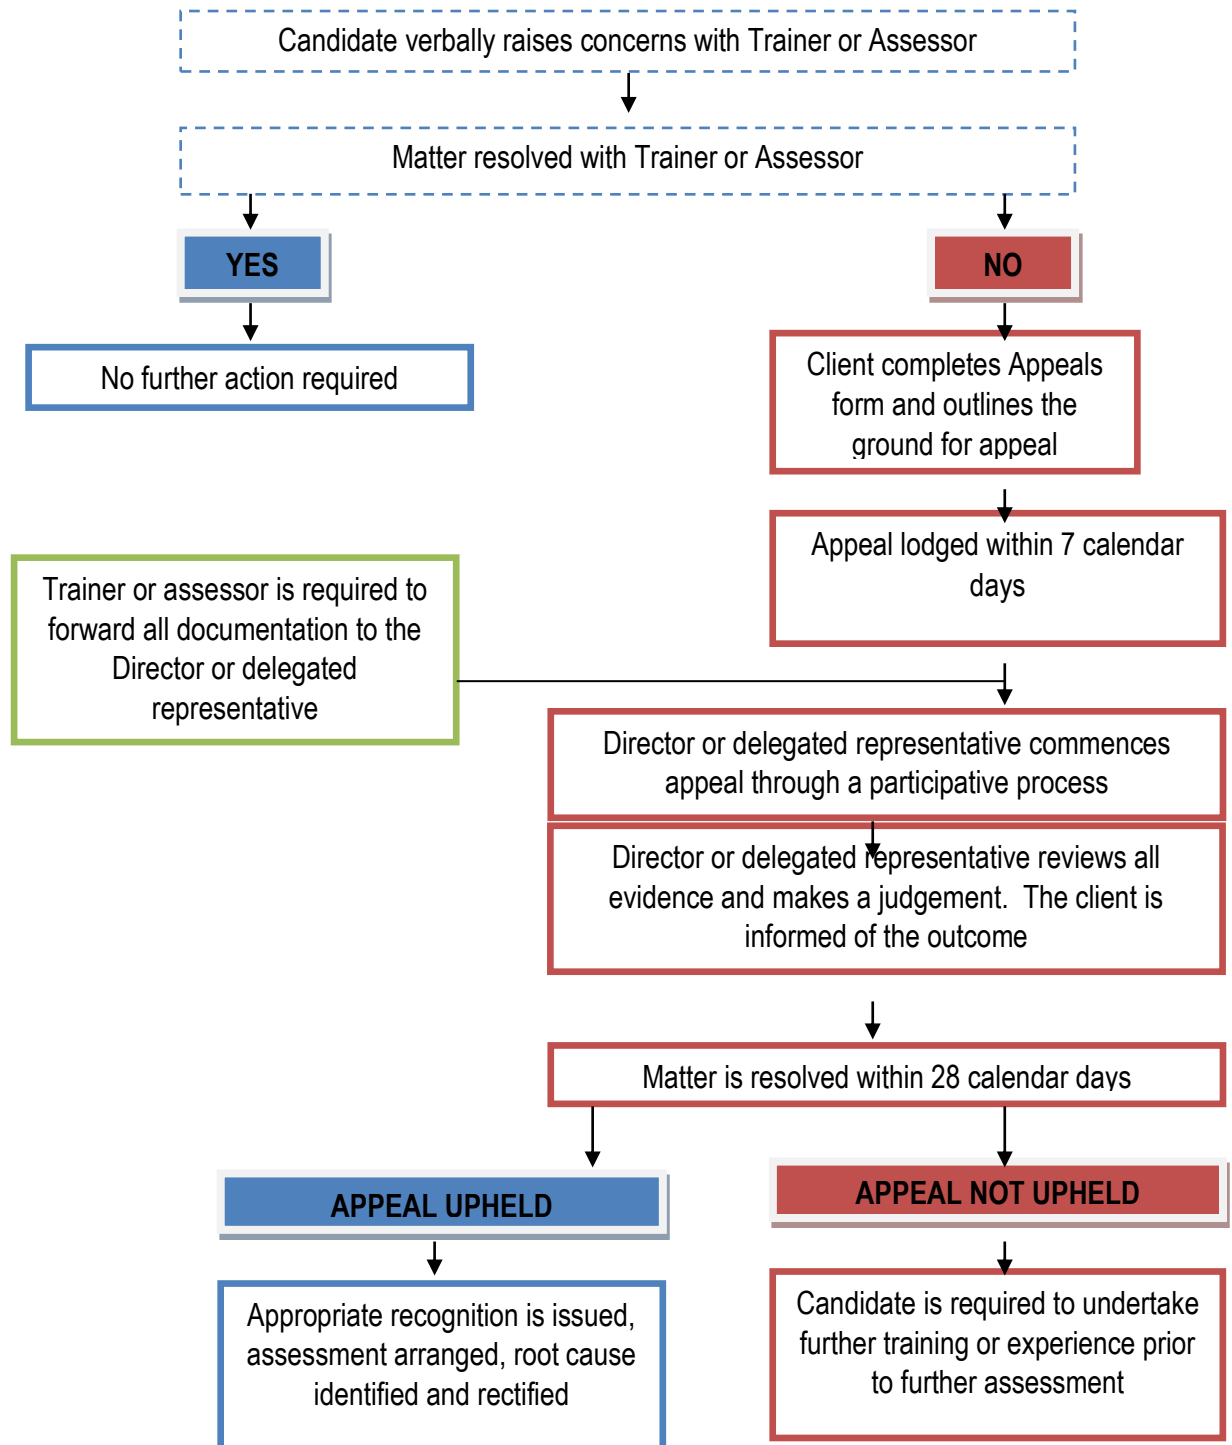 Candidate verbally raises concerns with Trainer or Assessor
Matter resolved with Trainer or Assessor
YES
NO
No further action required
Client completes Appeals
form and outlines the
ground for appeal
Appeal lodged within 7 calendar
days
Trainer or assessor is required to
forward all documentation to the
Director or delegated
representative
Director or delegated representative commences
appeal through a participative process
Director or delegated representative reviews all
evidence and makes a judgement.  The client is
informed of the outcome
Matter is resolved within 28 calendar days
APPEAL UPHELD
APPEAL NOT UPHELD
Appropriate recognition is issued,
assessment arranged, root cause
identified and rectified
Candidate is required to undertake
further training or experience prior
to further assessment